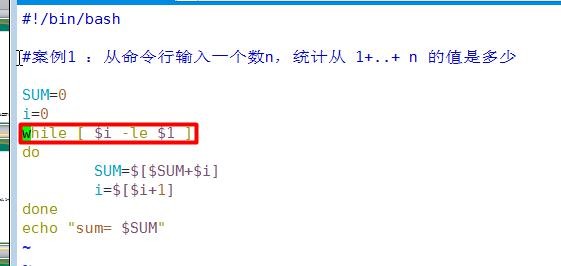 #!/bin/bash
#案例1 ：从命令行输入一个数n，统计从 1+..+ n 的值是多少
SUM=0
i=0
while [ $i -le $1 ]
do
SUM=$[$SUM+$i]
i=$[$i+1]
done
echo "sum= $SUM"
~
~